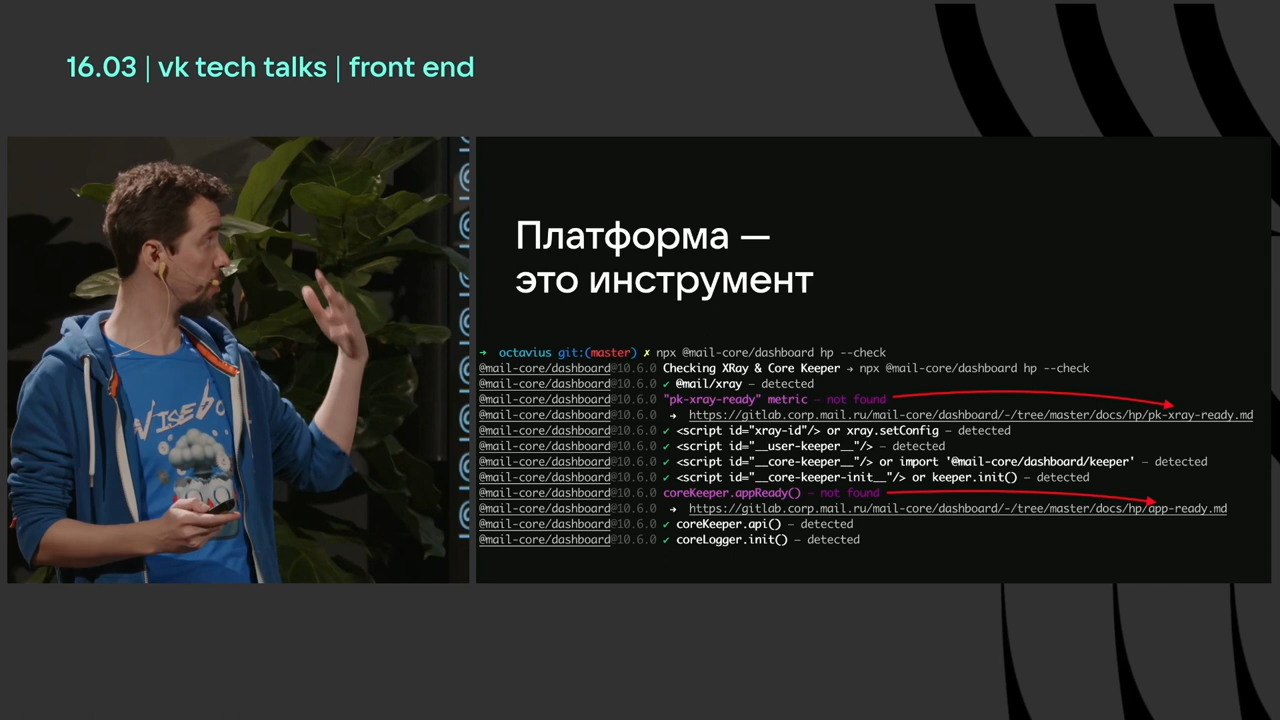 16.03 | vk tech talks | front end
Платформа —
это инструмент
➜ octavius git:(master) ✗ npx @mail-core/dashboard hp --check
@mail-core/dashboard@10.6.0 Checking XRay & Core Keeper → npx @mail-core/dashboard hp --check
@mail-core/dashboard@10.6.0 ✔ @mail/xray — detected
@mail-core/dashboard@10.6.0 "pk-xray-ready" metric — not found
@mail-core/dashboard@10.6.0 ➜ https://gitlab.corp.mail.ru/mail-core/dashboard/-/tree/master/docs/hp/pk-xray-ready.md
@mail-core/dashboard@10.6.0 ✔ <script id="xray-id"/> or xray.setConfig — detected
@mail-core/dashboard@10.6.0 ✔ <script id="__user-keeper__"/> — detected
@mail-core/dashboard@10.6.0 ✔ <script id="__core-keeper__"/> or import '@mail-core/dashboard/keeper' — detected
@mail-core/dashboard@10.6.0 ✔ <script id="__core-keeper-init__"/> or keeper.init() — detected
@mail-core/dashboard@10.6.0 coreKeeper.appReady() — not found
@mail-core/dashboard@10.6.0 ➜ https://gitlab.corp.mail.ru/mail-core/dashboard/-/tree/master/docs/hp/app-ready.md
@mail-core/dashboard@10.6.0 ✔ coreKeeper.api() — detected
@mail-core/dashboard@10.6.0 ✔ coreLogger.init() — detected